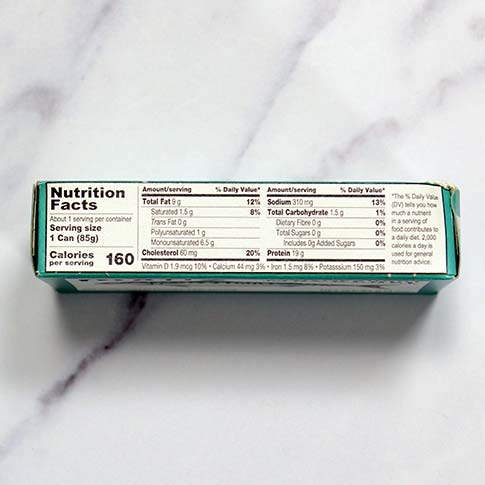 Nutrition
Facts
About 1 serving per container
Serving size
1 Can (85g)
Calories
per serving 160
Amount/serving % Daily Value*
Total Fat 9 g 12%
Saturated 1.5 g 8%
Trans Fat 0 g
Polyunsaturated 1 g
Monounsaturated 6.5 g
Cholesterol 60 mg 20%
Amount/serving % Daily Value*
Sodium 310 mg 13%
Total Carbohydrate 1.5 g 1%
Dietary Fibre 0 g 0%
Total Sugars 0 g 0%
Includes 0g Added Sugars 0%
Protein 19 g
Vitamin D 1.9 mcg 10% • Calcium 44 mg 3% • Iron 1.5 mg 8% • Potasssium 150 mg 3%
*The % Daily Value
(DV) tells you how
much a nutrient
in a serving of
food contributes to
a daily diet. 2,000
calories a day is
used for general
nutrition advice.